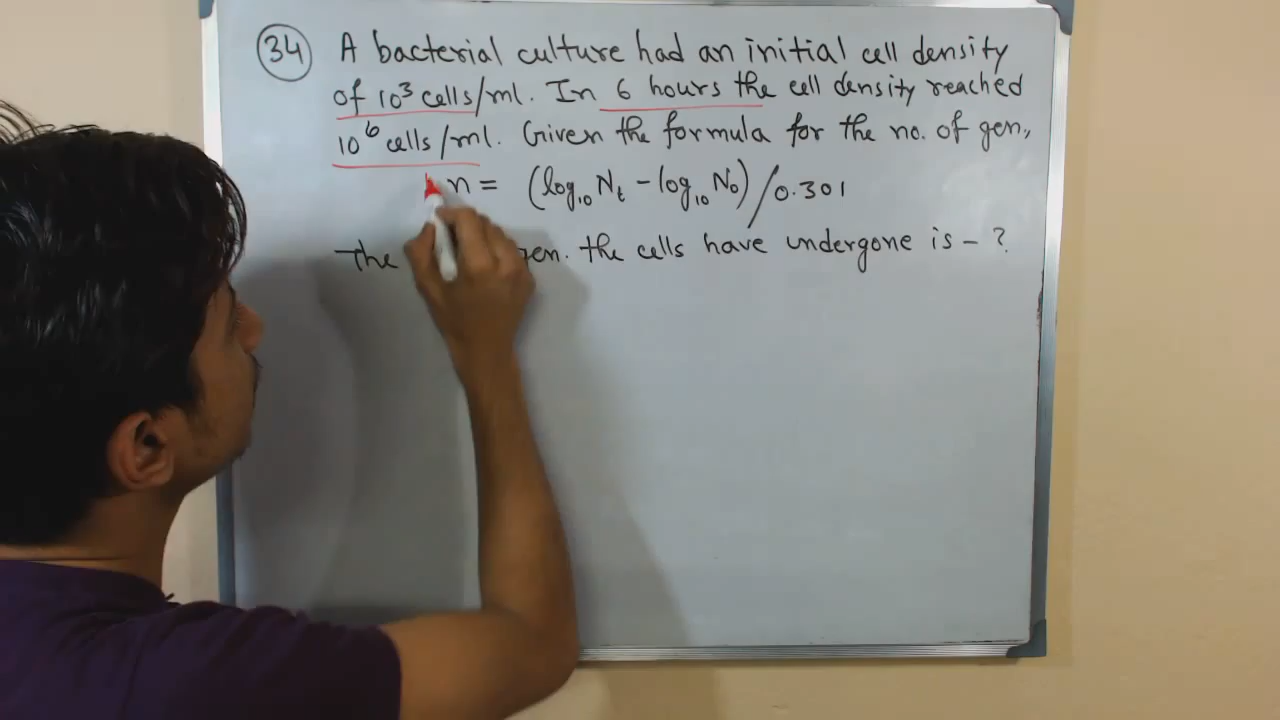 34 A bacterial culture had an initial cell density
of 10³ cells/ml. In 6 hours the cell density reached
10⁶ cells/ml. Given the formula for the no. of gen,
n = (log₁₀ Nₜ - log₁₀ N₀)/0.301
The gen. the cells have undergone is - ?